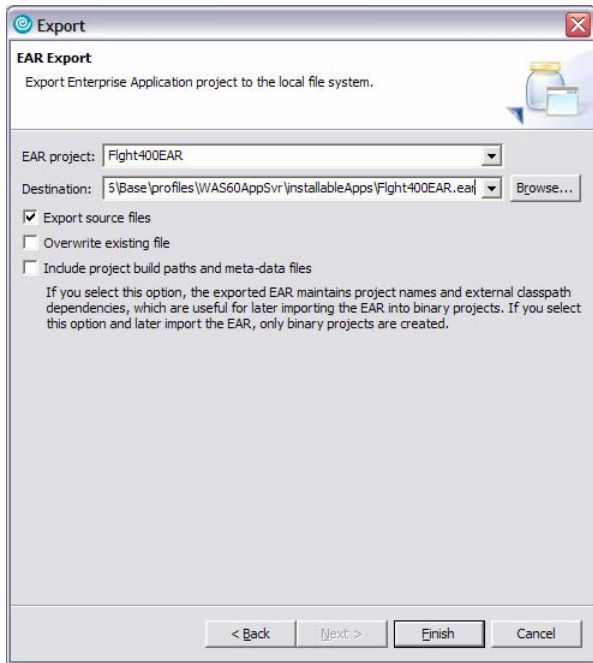 Export
EAR Export
Export Enterprise Application project to the local file system.
EAR project: Flght400EAR
Destination: 5\Base\profiles\WAS60AppSvr\installableApps\Flght400EAR.ear Browse...
Export source files
Overwrite existing file
Include project build paths and meta-data files
If you select this option, the exported EAR maintains project names and external classpath
dependencies, which are useful for later importing the EAR into binary projects. If you select
this option and later import the EAR, only binary projects are created.
< Back Next > Finish Cancel